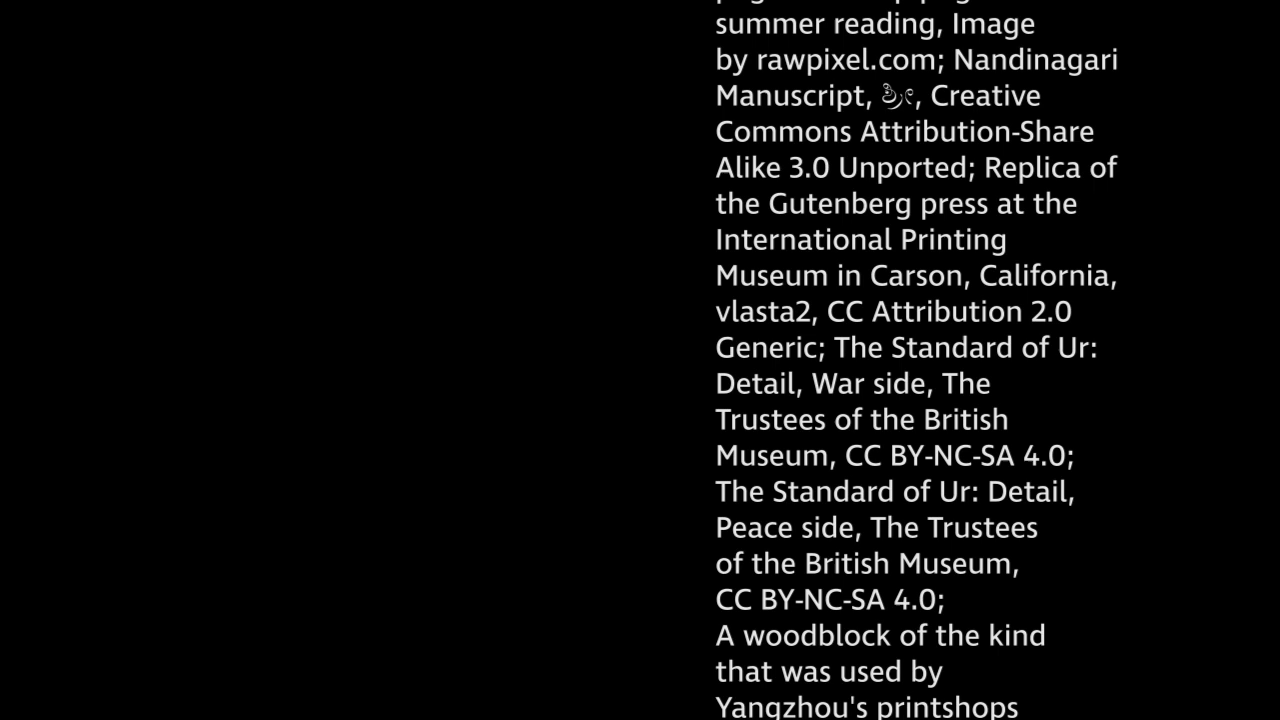 summer reading, Image
by rawpixel.com; Nandinagari
Manuscript, , Creative
Commons Attribution-Share
Alike 3.0 Unported; Replica of
the Gutenberg press at the
International Printing
Museum in Carson, California,
vlasta2, CC Attribution 2.0
Generic; The Standard of Ur:
Detail, War side, The
Trustees of the British
Museum, CC BY-NC-SA 4.0;
The Standard of Ur: Detail,
Peace side, The Trustees
of the British Museum,
CC BY-NC-SA 4.0;
A woodblock of the kind
that was used by
Yangzhou's printshops